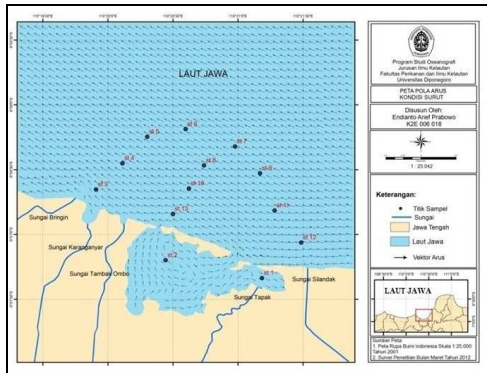 LAUT JAWA
st 6
st 5
st 7
st 4
st 8
st 9
st 3
st 10
st 11
st 13
st 12
st 2
st 1
Sungai Bringin
Sungai Karanganyar
Sungai Tambak Ombo
Sungai Tapak
Sungai Silandak
Program Studi Oseanografi
Jurusan Ilmu Kelautan
Fakultas Perikanan dan Ilmu Kelautan
Universitas Diponegoro
PETA POLA ARUS
KONDISI SURUT
Disusun Oleh:
Endianto Arief Prabowo
K2E 006 018
1 : 25 042
Keterangan:
Titik Sampel
Sungai
Jawa Tengah
Laut Jawa
Vektor Arus
LAUT JAWA
Sumber Peta:
1. Peta Rupa Bumi Indonesia Skala 1:25.000
Tahun 2001
2. Survei Penelitian Bulan Maret Tahun 2012